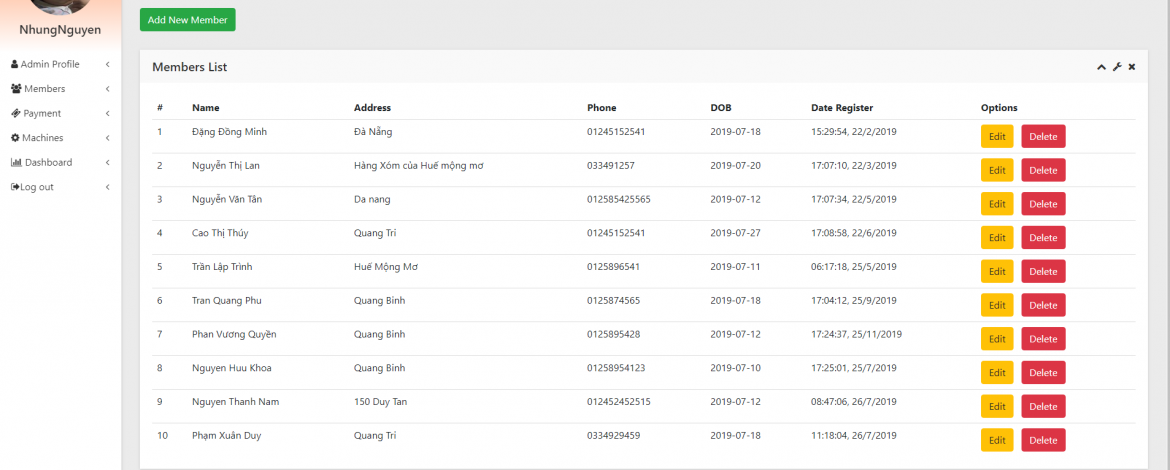 NhungNguyen
Admin Profile
Members
Payment
Machines
Dashboard
Log out
Add New Member
Members List
# Name Address Phone DOB Date Register Options
1 Đặng Đồng Minh Đà Nẵng 01245152541 2019-07-18 15:29:54, 22/2/2019 Edit Delete
2 Nguyễn Thị Lan Hàng Xóm của Huế mộng mơ 033491257 2019-07-20 17:07:10, 22/3/2019 Edit Delete
3 Nguyễn Văn Tân Da nang 012585425565 2019-07-12 17:07:34, 22/5/2019 Edit Delete
4 Cao Thị Thúy Quang Tri 01245152541 2019-07-27 17:08:58, 22/6/2019 Edit Delete
5 Trần Lập Trình Huế Mộng Mơ 0125896541 2019-07-11 06:17:18, 25/5/2019 Edit Delete
6 Tran Quang Phu Quang Binh 0125874565 2019-07-18 17:04:12, 25/9/2019 Edit Delete
7 Phan Vương Quyền Quang Binh 0125895428 2019-07-12 17:24:37, 25/11/2019 Edit Delete
8 Nguyen Huu Khoa Quang Binh 01258954123 2019-07-10 17:25:01, 25/7/2019 Edit Delete
9 Nguyen Thanh Nam 150 Duy Tan 012452452515 2019-07-12 08:47:06, 26/7/2019 Edit Delete
10 Phạm Xuân Duy Quang Tri 0334929459 2019-07-18 11:18:04, 26/7/2019 Edit Delete